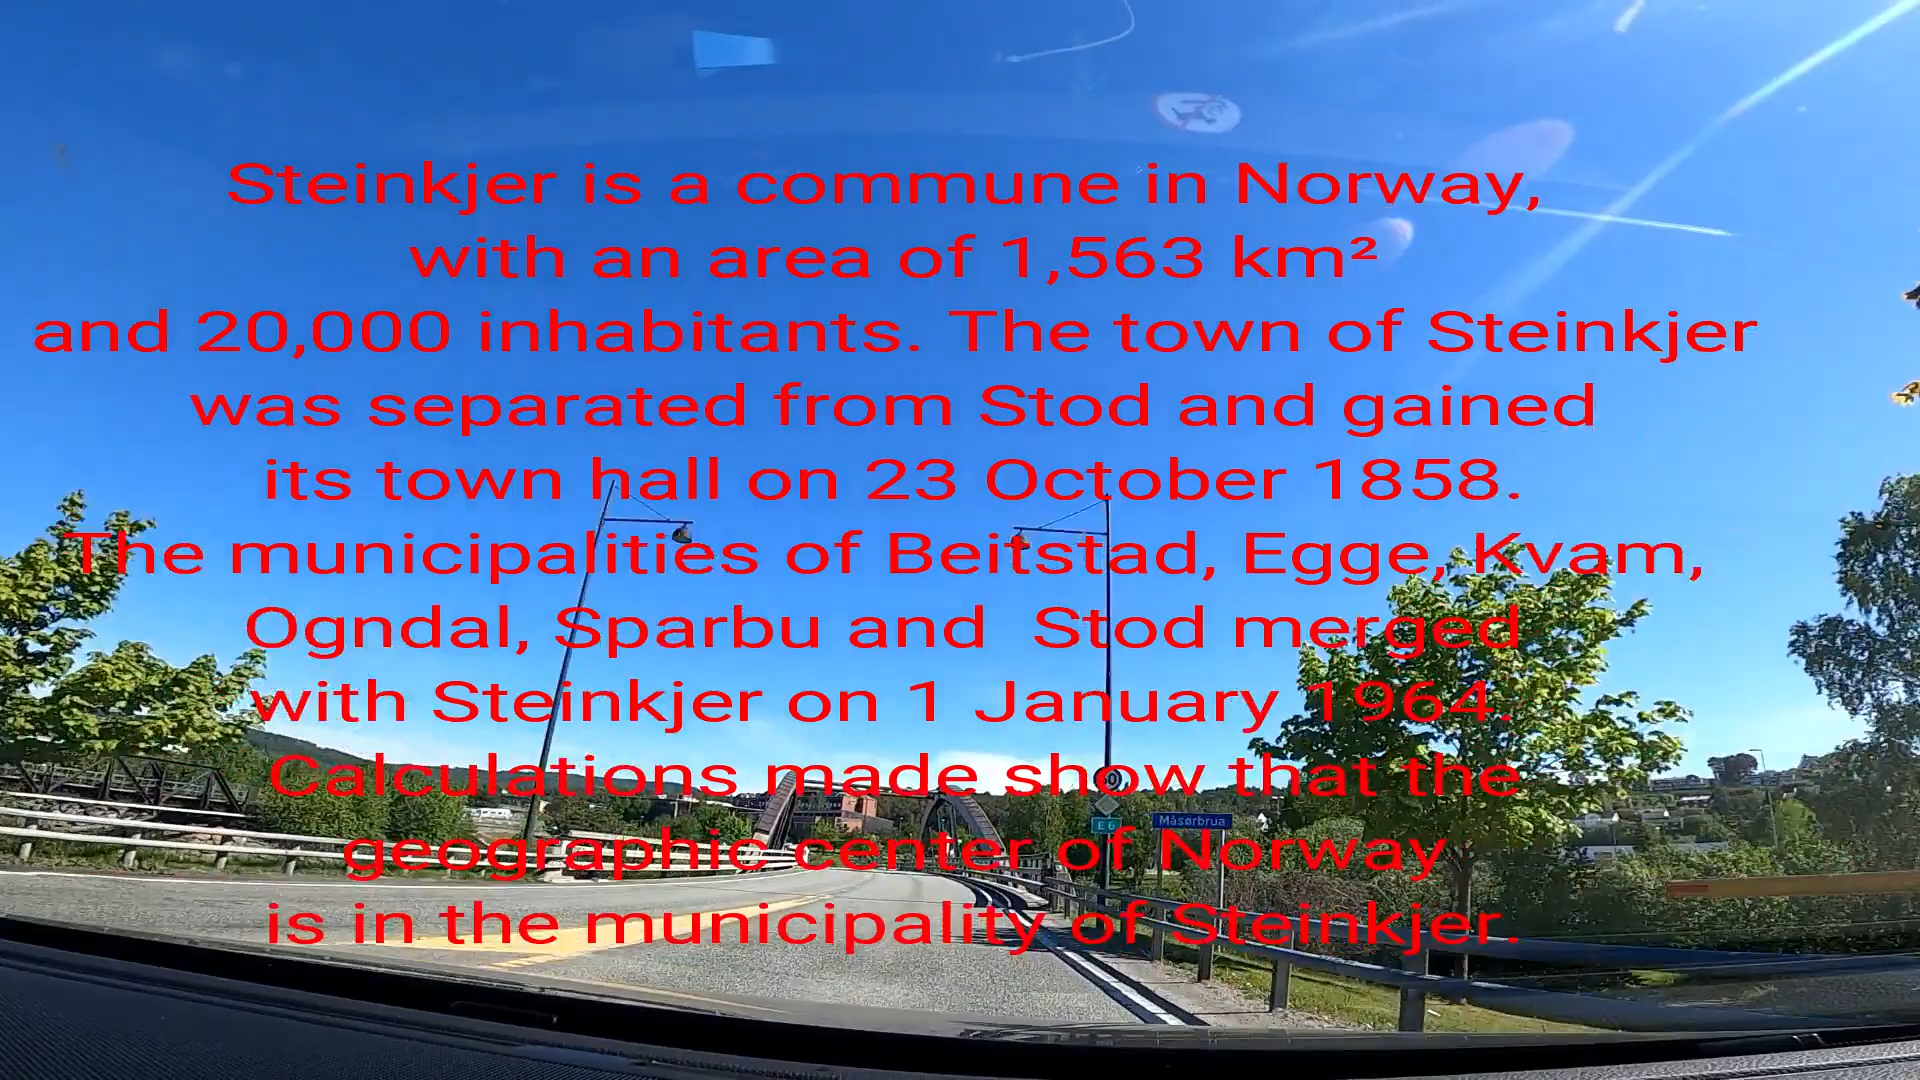 Steinkjer is a commune in Norway,
with an area of 1,563 km²
and 20,000 inhabitants. The town of Steinkjer
was separated from Stod and gained
its town hall on 23 October 1858.
The municipalities of Beitstad, Egge, Kvam,
Ogndal, Sparbu and  Stod merged
with Steinkjer on 1 January 1964.
Calculations made show that the
geographic center of Norway
is in the municipality of Steinkjer.
60
E6
Måsørbrua